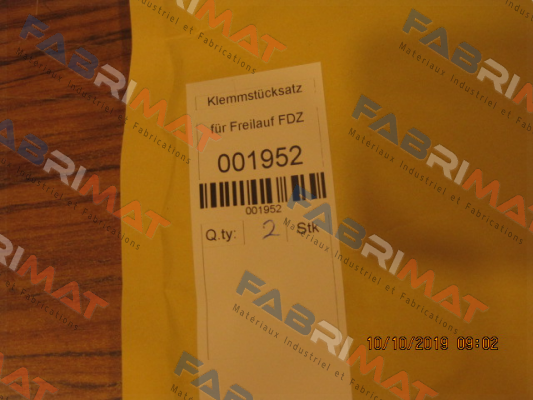 Klemmstücksatz
für Freilauf FDZ
001952
001952
Q.ty: 2 Stk
10/10/2019 09:02
FABRIMAT
Matériaux Industriel et Fabrications